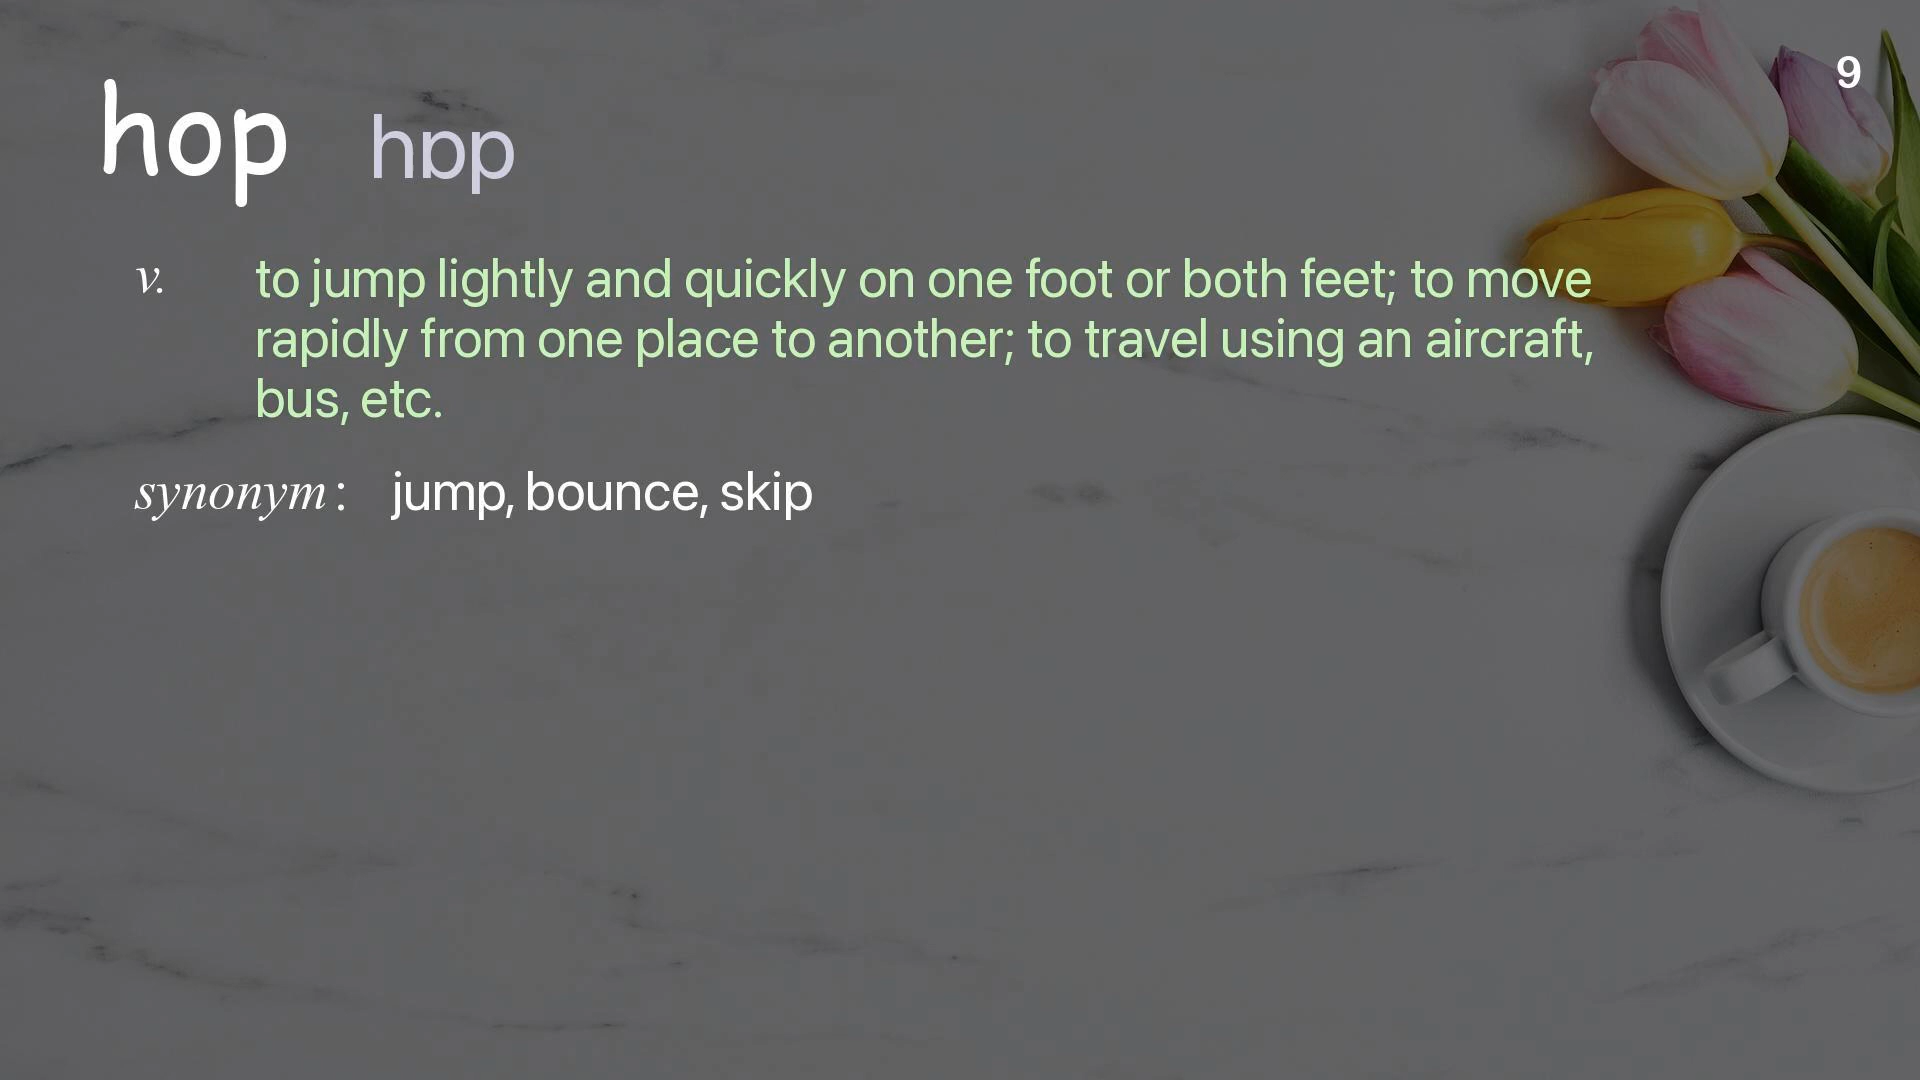 9
hop hɒp
v. to jump lightly and quickly on one foot or both feet; to move
rapidly from one place to another; to travel using an aircraft,
bus, etc.
synonym : jump, bounce, skip